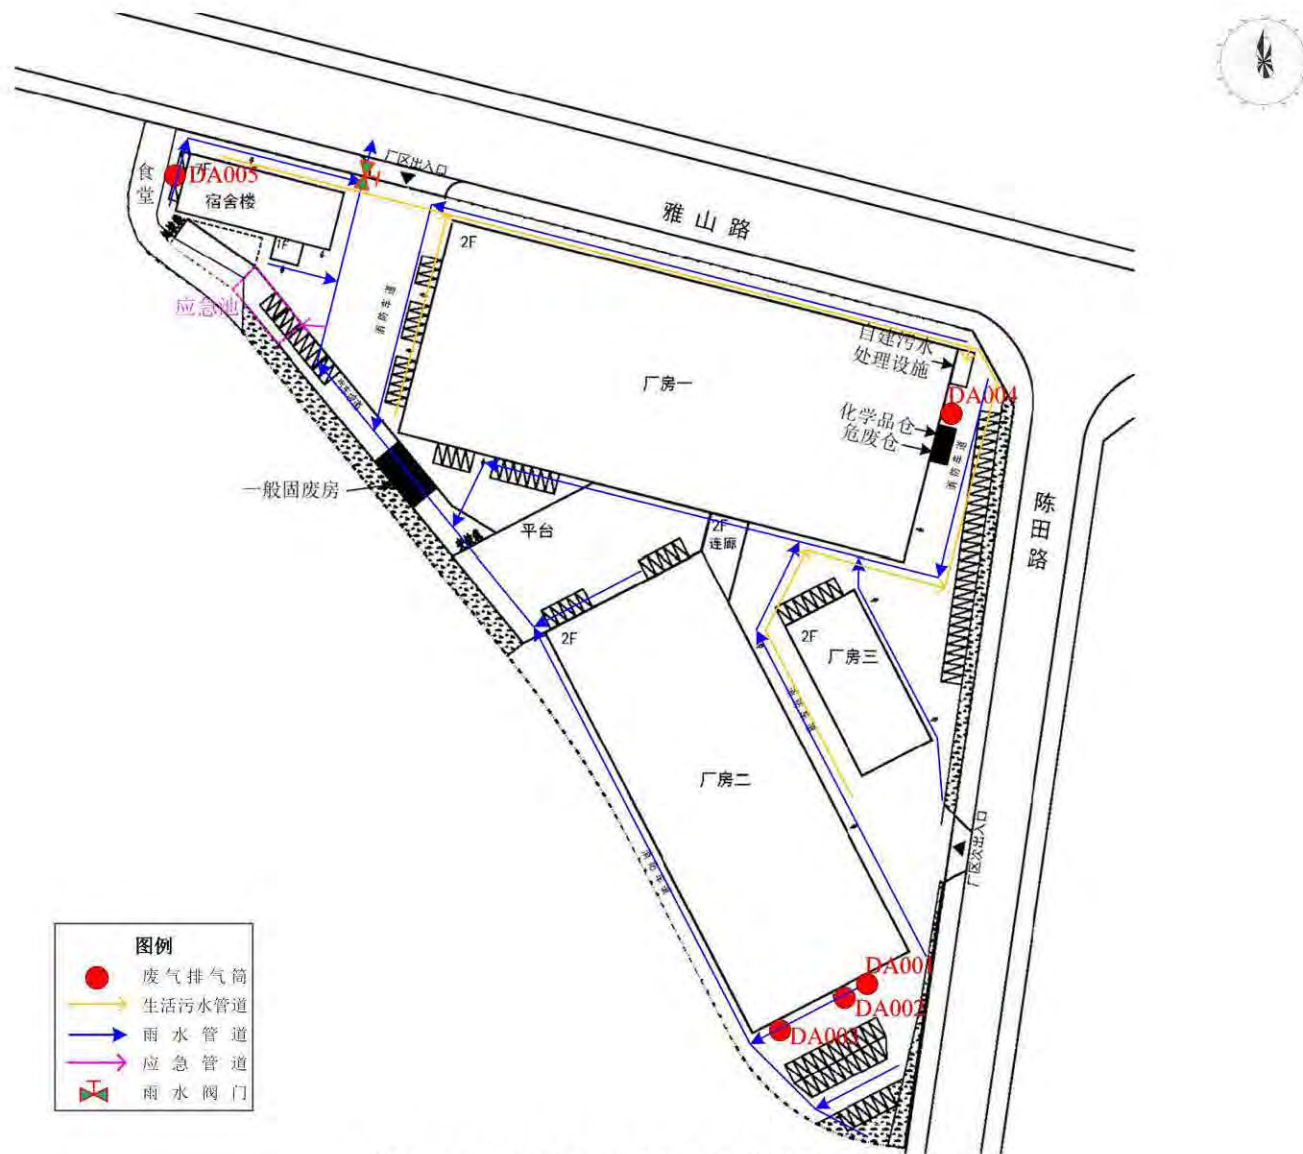 厂区出入口
雅山路
食堂
7F
DA005
宿舍楼
1F
2F
应急池
消防车道
自建污水
处理设施
厂房一
DA004
化学品仓
危废仓
消防车道
一般固废房
陈田路
平台
2F
连廊
2F
2F
厂房三
厂房二
厂区次出入口
DA001
DA002
DA003
图例
废气排气筒
生活污水管道
雨水管道
应急管道
雨水阀门